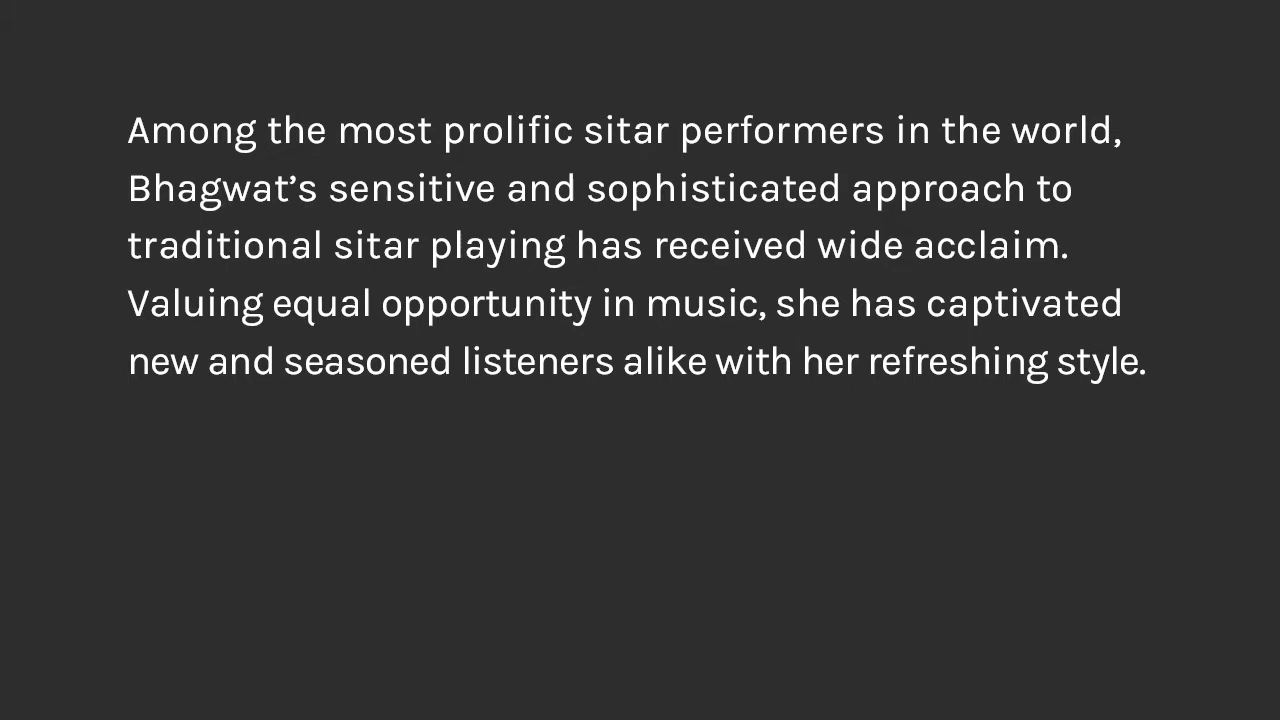 Among the most prolific sitar performers in the world,
Bhagwat’s sensitive and sophisticated approach to
traditional sitar playing has received wide acclaim.
Valuing equal opportunity in music, she has captivated
new and seasoned listeners alike with her refreshing style.